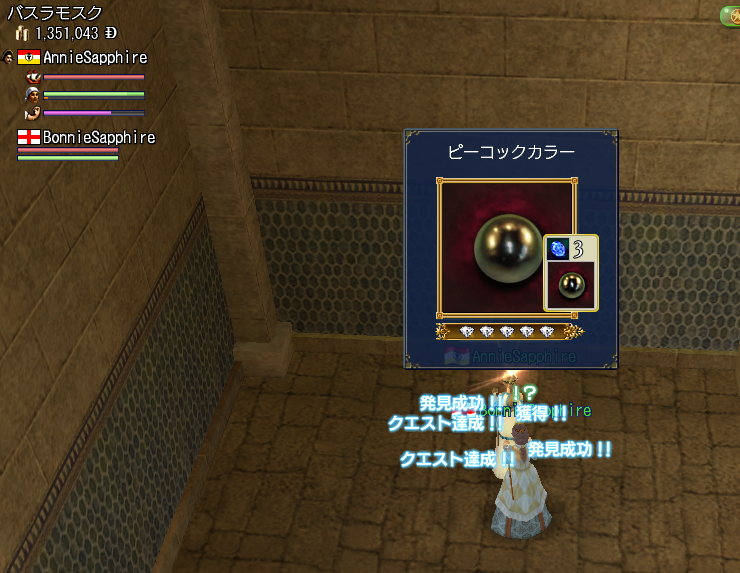 バスラモスク
1,351,043 Đ
AnnieSapphire
BonnieSapphire
ピーコックカラー
3
AnnieSapphire
!?
発見成功!!
BonnieSapphire
獲得!!
クエスト達成!!
発見成功!!
クエスト達成!!